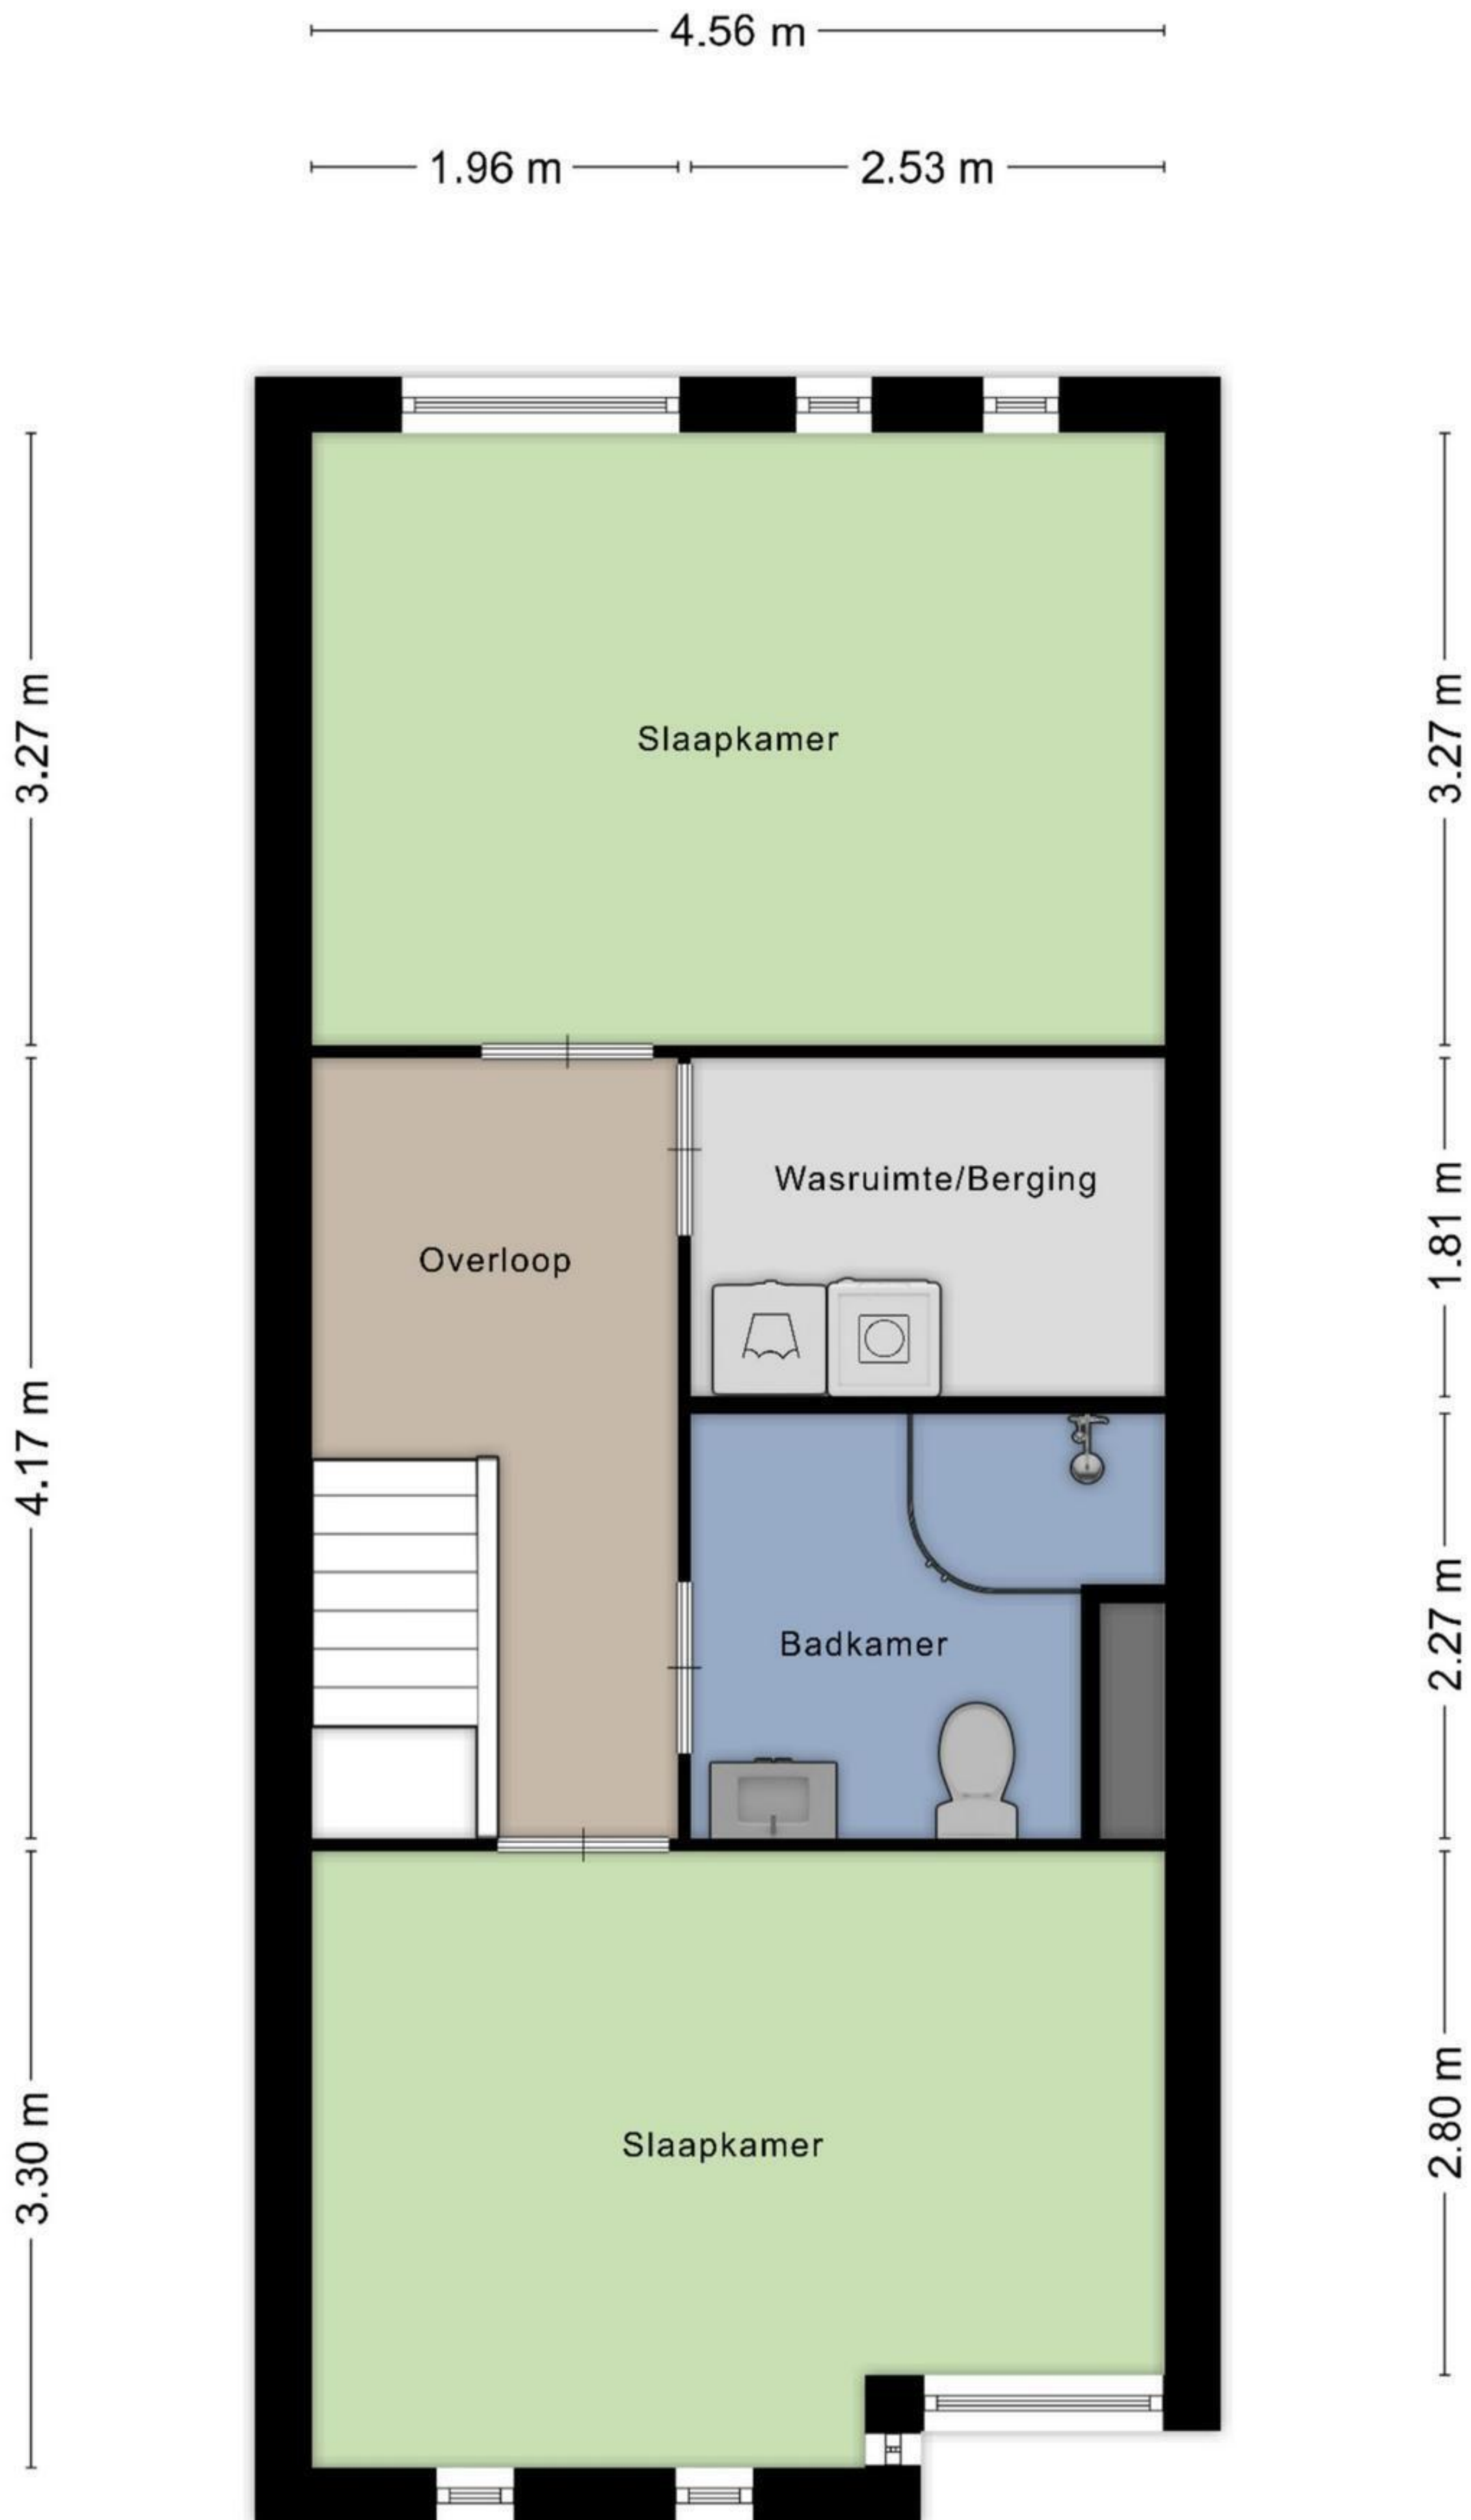 4.56 m
1.96 m
2.53 m
3.27 m
3.27 m
Slaapkamer
Wasruimte/Berging
1.81 m
Overloop
4.17 m
Badkamer
2.27 m
Slaapkamer
3.30 m
2.80 m